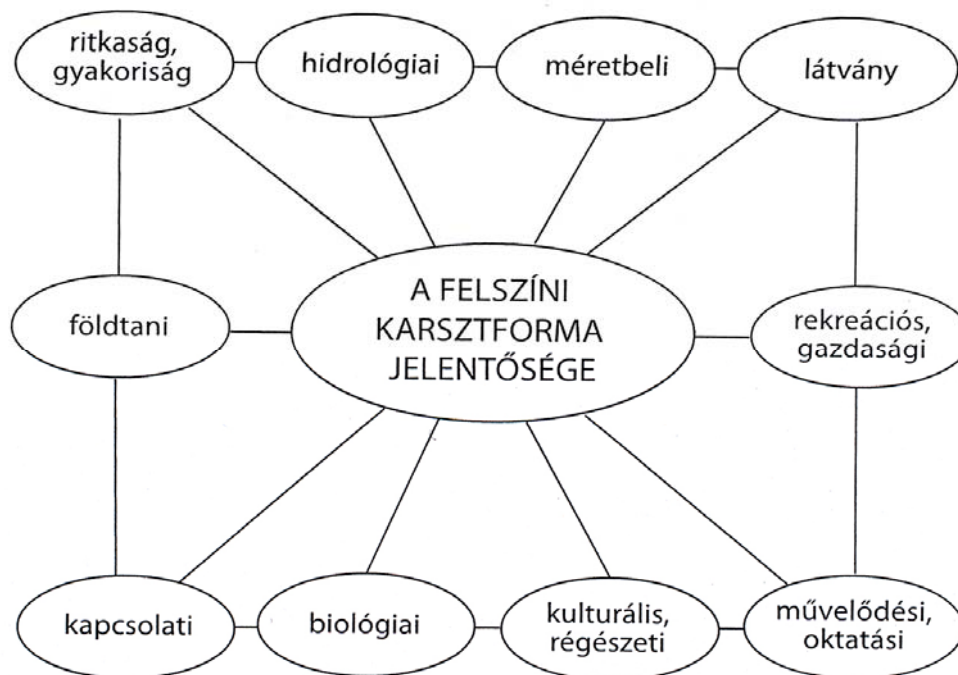 ritkaság,
gyakoriság
hidrológiai
méretbeli
látvány
földtani
A FELSZÍNI
KARSZTFORMA
JELENTŐSÉGE
rekreációs,
gazdasági
kapcsolati
biológiai
kulturális,
régészeti
művelődési,
oktatási